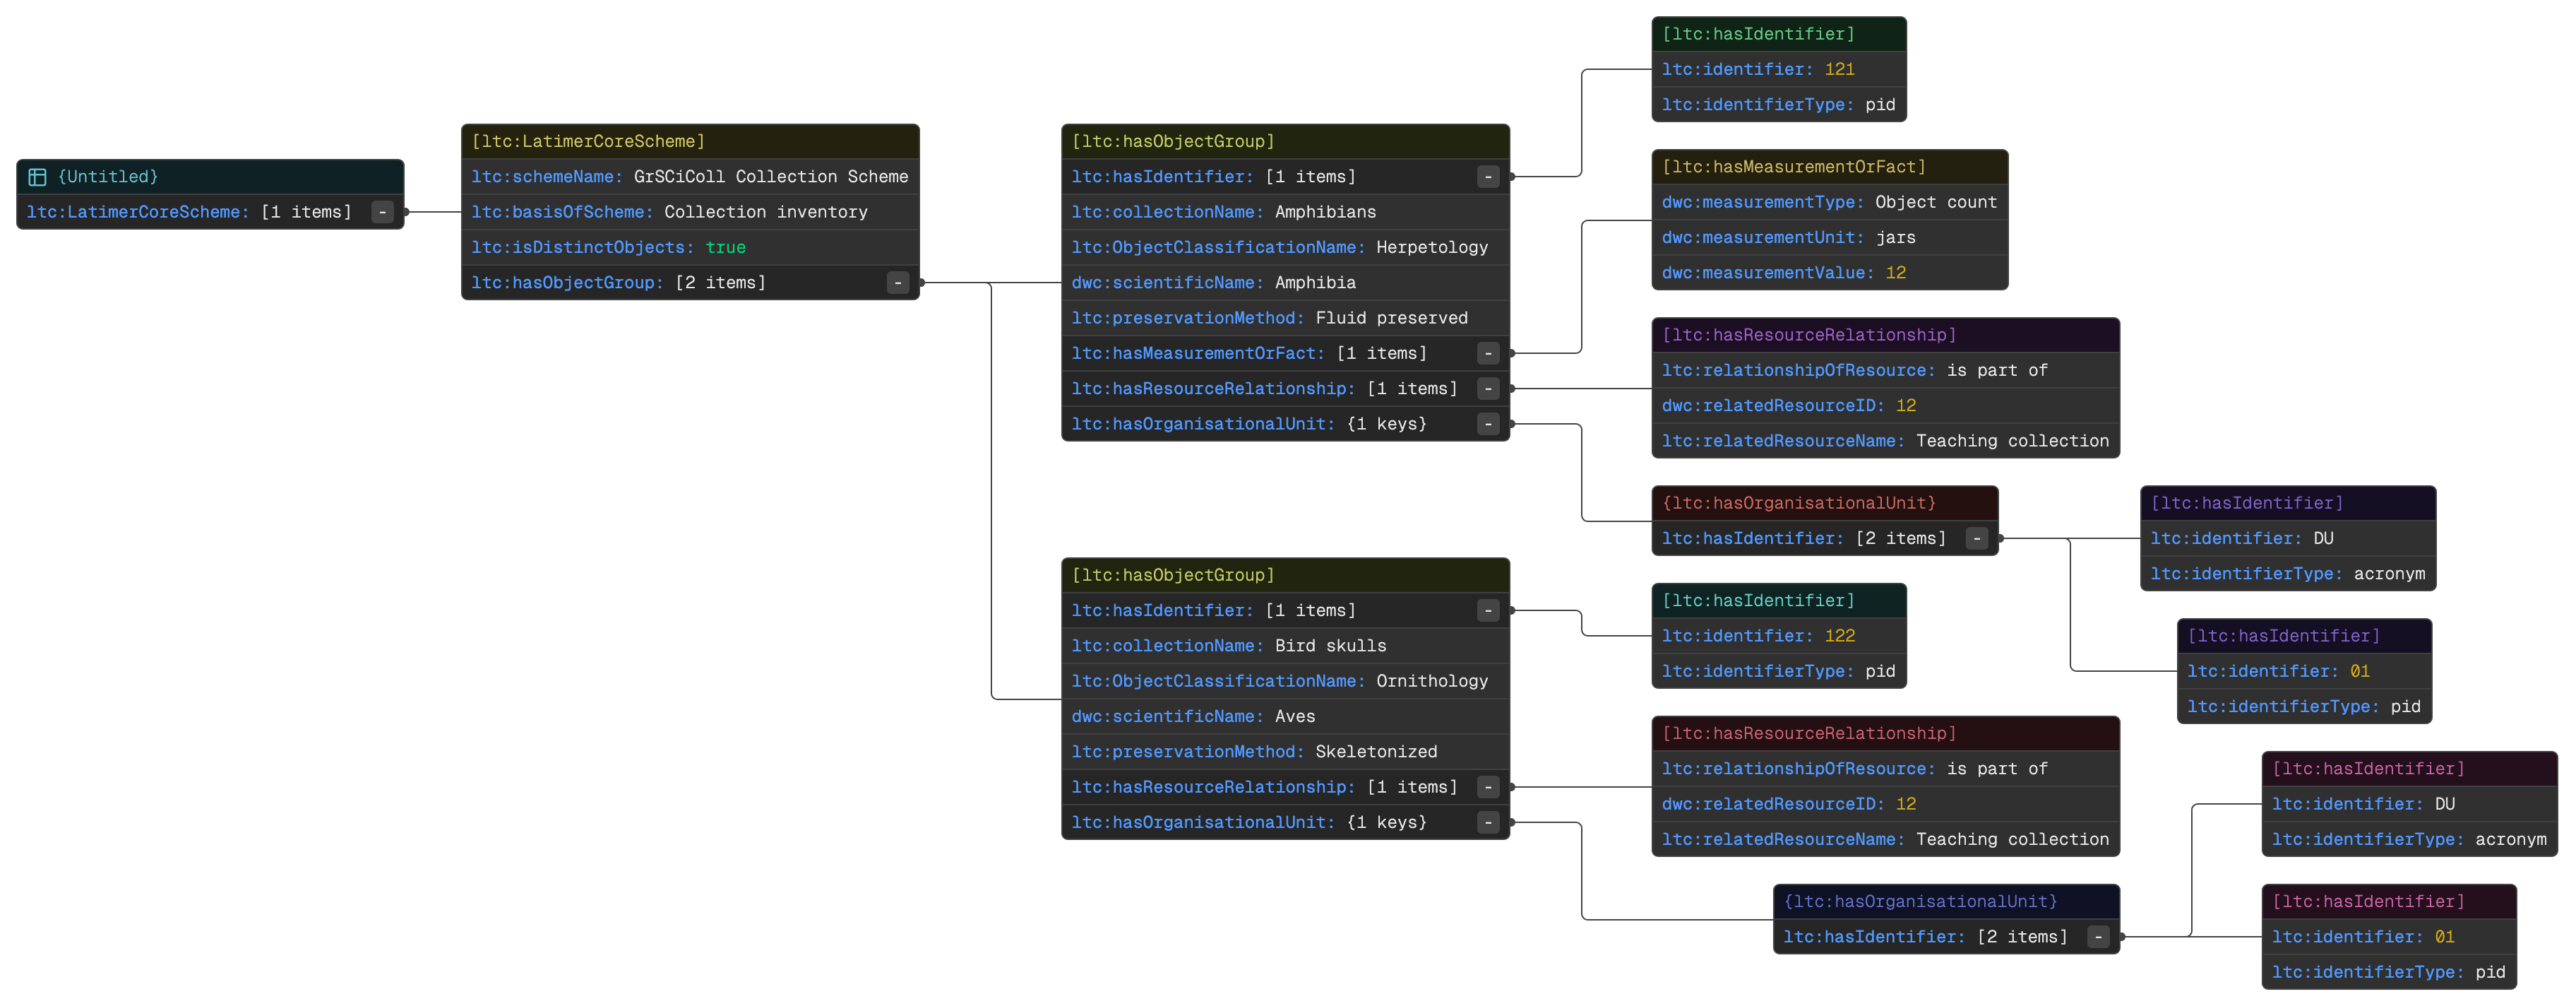 {Untitled}
ltc:LatimerCoreScheme: [1 items] -
[ltc:LatimerCoreScheme]
ltc:schemeName: GrSCiColl Collection Scheme
ltc:basisOfScheme: Collection inventory
ltc:isDistinctObjects: true
ltc:hasObjectGroup: [2 items] -
[ltc:hasObjectGroup]
ltc:hasIdentifier: [1 items] -
ltc:collectionName: Amphibians
ltc:ObjectClassificationName: Herpetology
dwc:scientificName: Amphibia
ltc:preservationMethod: Fluid preserved
ltc:hasMeasurementOrFact: [1 items] -
ltc:hasResourceRelationship: [1 items] -
ltc:hasOrganisationalUnit: {1 keys} -
[ltc:hasIdentifier]
ltc:identifier: 121
ltc:identifierType: pid
[ltc:hasMeasurementOrFact]
dwc:measurementType: Object count
dwc:measurementUnit: jars
dwc:measurementValue: 12
[ltc:hasResourceRelationship]
ltc:relationshipOfResource: is part of
dwc:relatedResourceID: 12
ltc:relatedResourceName: Teaching collection
{ltc:hasOrganisationalUnit}
ltc:hasIdentifier: [2 items] -
[ltc:hasIdentifier]
ltc:identifier: DU
ltc:identifierType: acronym
[ltc:hasIdentifier]
ltc:identifier: 01
ltc:identifierType: pid
[ltc:hasObjectGroup]
ltc:hasIdentifier: [1 items] -
ltc:collectionName: Bird skulls
ltc:ObjectClassificationName: Ornithology
dwc:scientificName: Aves
ltc:preservationMethod: Skeletonized
ltc:hasResourceRelationship: [1 items] -
ltc:hasOrganisationalUnit: {1 keys} -
[ltc:hasIdentifier]
ltc:identifier: 122
ltc:identifierType: pid
[ltc:hasResourceRelationship]
ltc:relationshipOfResource: is part of
dwc:relatedResourceID: 12
ltc:relatedResourceName: Teaching collection
{ltc:hasOrganisationalUnit}
ltc:hasIdentifier: [2 items] -
[ltc:hasIdentifier]
ltc:identifier: DU
ltc:identifierType: acronym
[ltc:hasIdentifier]
ltc:identifier: 01
ltc:identifierType: pid